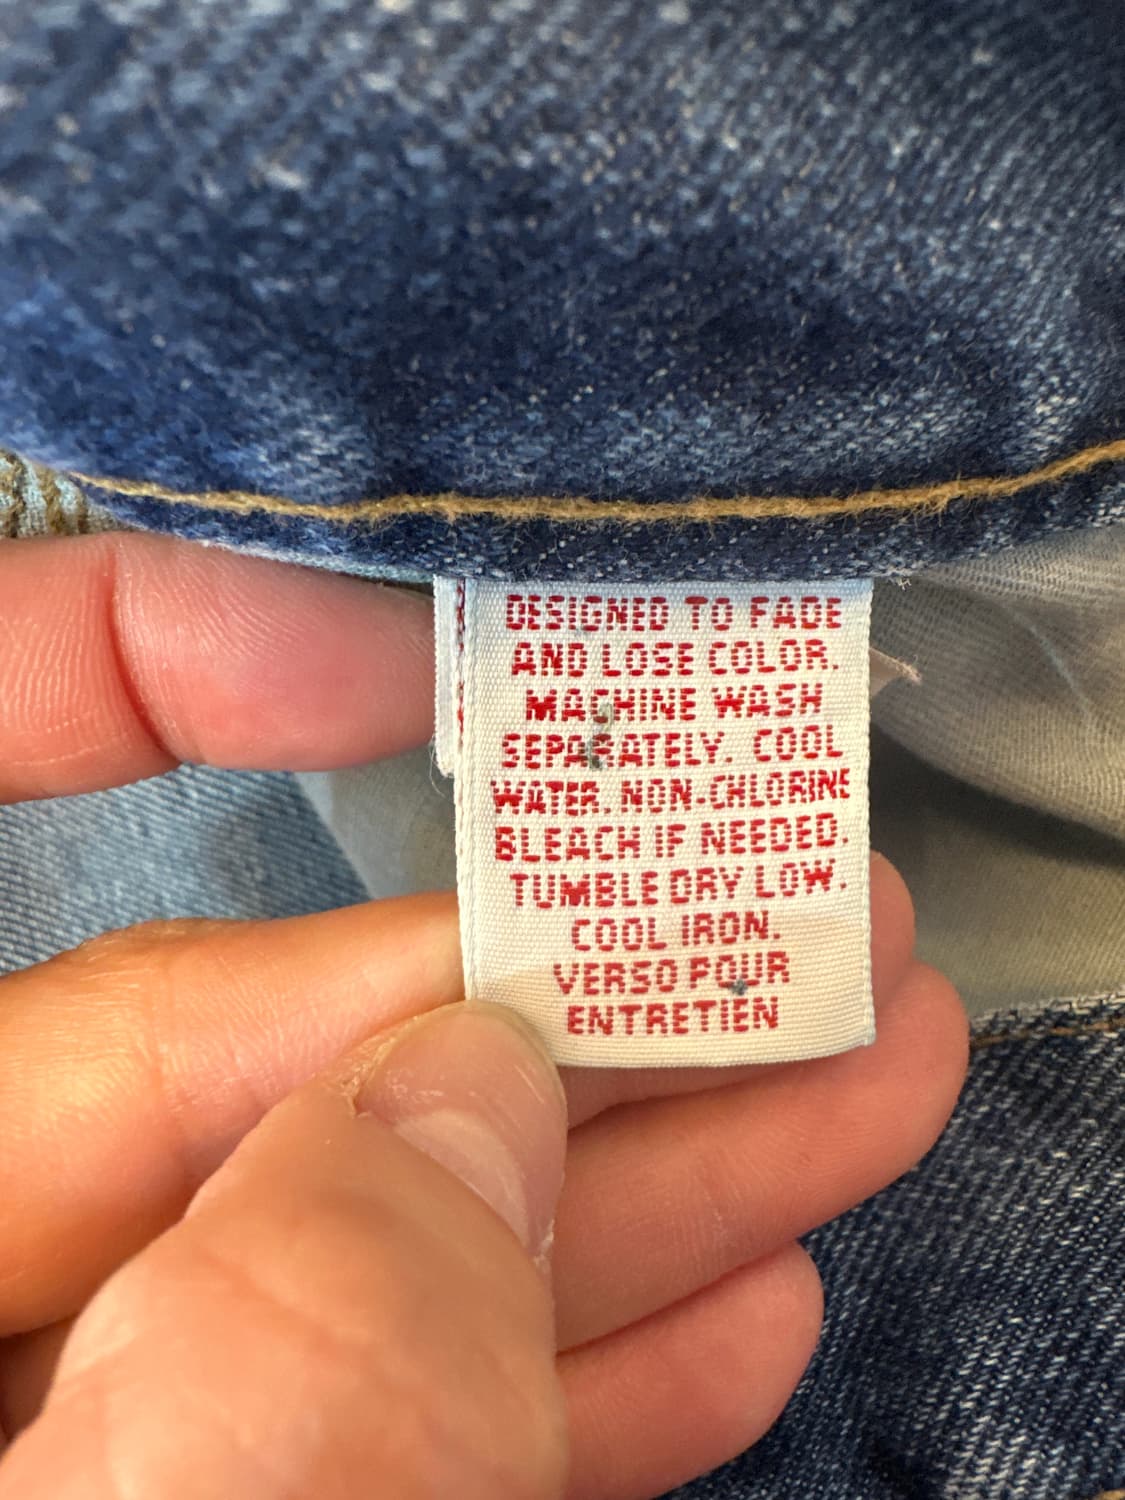 DESIGNED TO FADE
AND LOSE COLOR.
MACHINE WASH
SEPARATELY. COOL
WATER. NON-CHLORINE
BLEACH IF NEEDED.
TUMBLE DRY LOW.
COOL IRON.
VERSO POUR
ENTRETIEN